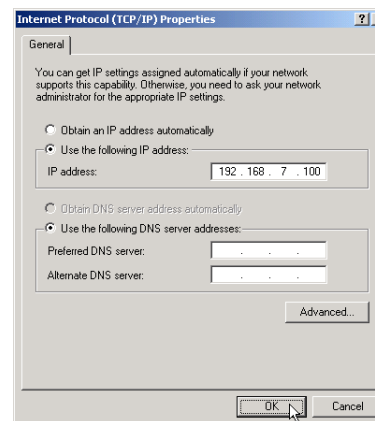 Internet Protocol (TCP/IP) Properties ?
General
You can get IP settings assigned automatically if your network
supports this capability. Otherwise, you need to ask your network
administrator for the appropriate IP settings.
Obtain an IP address automatically
Use the following IP address:
IP address: 192 . 168 . 7 . 100
Obtain DNS server address automatically
Use the following DNS server addresses:
Preferred DNS server: . . .
Alternate DNS server: . . .
Advanced...
OK Cancel